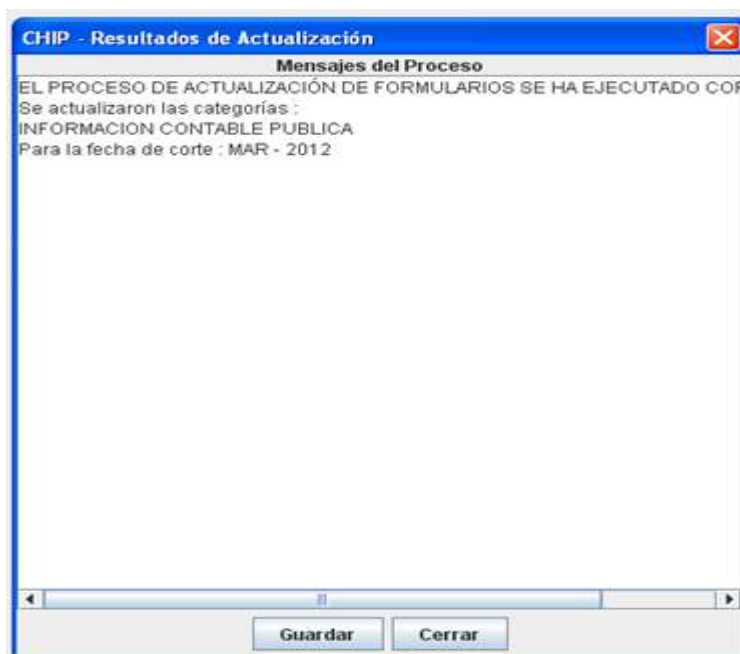 CHIP - Resultados de Actualización
Mensajes del Proceso
EL PROCESO DE ACTUALIZACIÓN DE FORMULARIOS SE HA EJECUTADO COR
Se actualizaron las categorías :
INFORMACION CONTABLE PUBLICA
Para la fecha de corte : MAR - 2012
Guardar
Cerrar